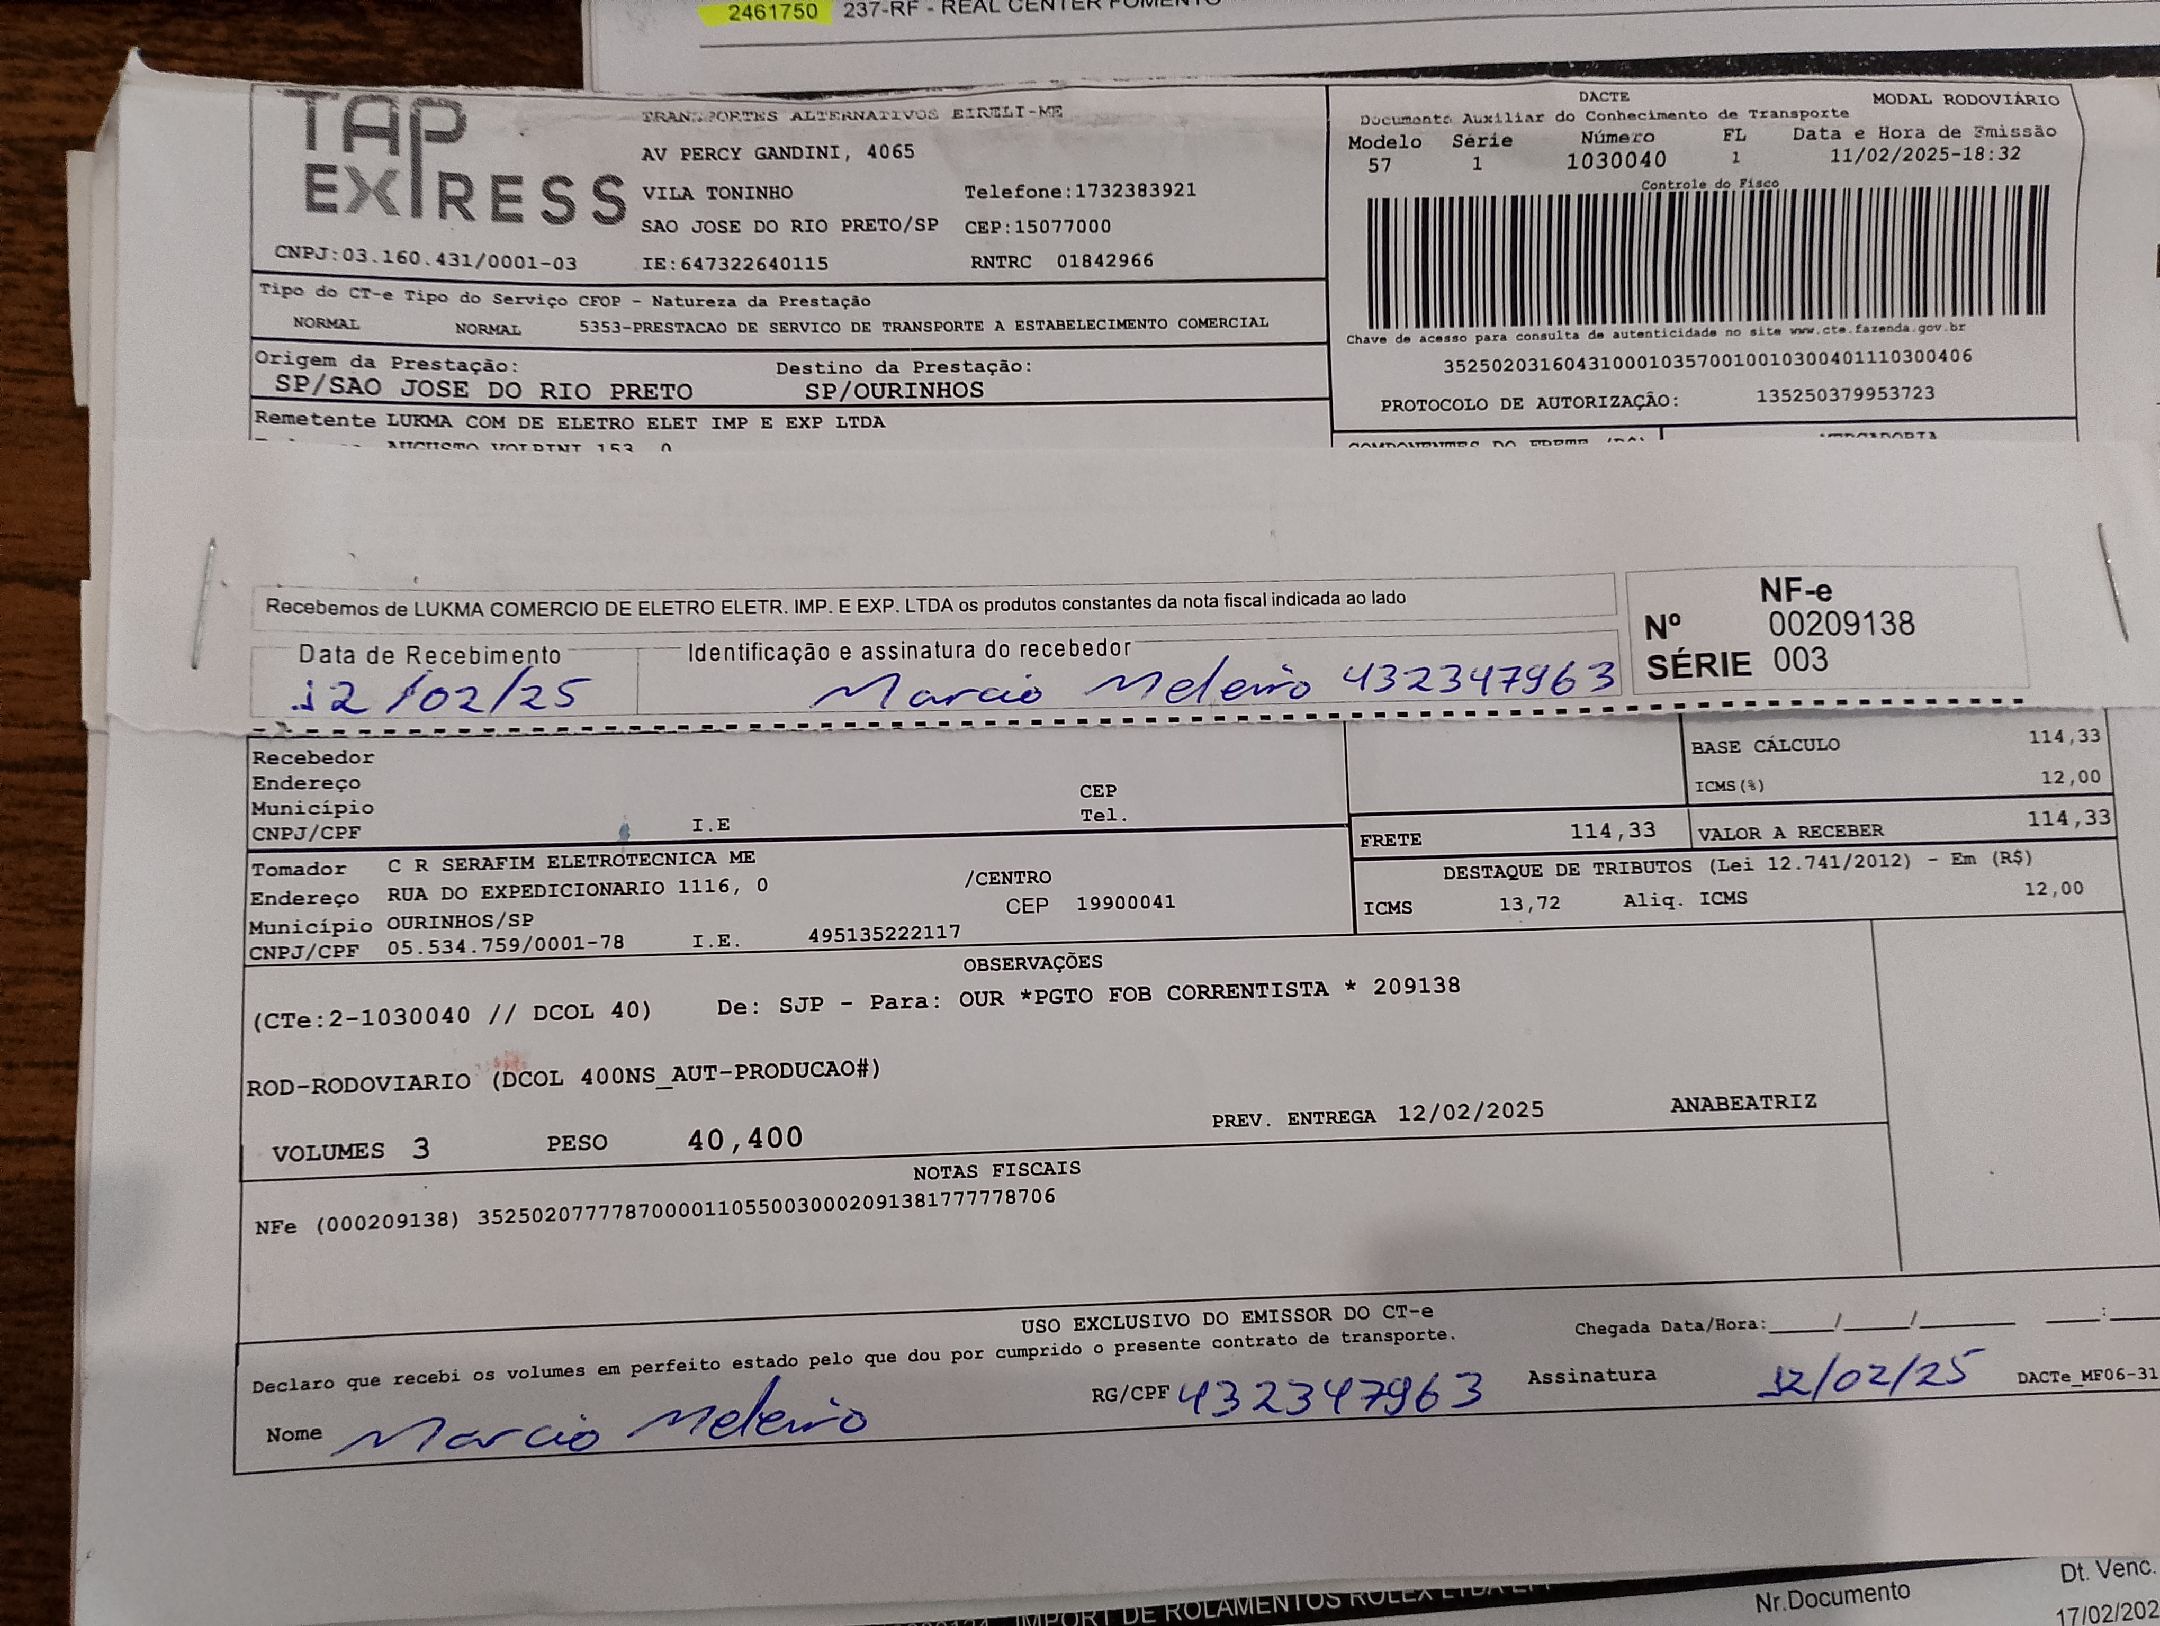 2461750 237-RF - REAL CENTER FOMENTO
TAP EXPRESS
TRANSPORTES ALTERNATIVOS EIRELI-ME
AV PERCY GANDINI, 4065
VILA TONINHO Telefone:1732383921
SAO JOSE DO RIO PRETO/SP CEP:15077000
CNPJ:03.160.431/0001-03 IE:647322640115 RNTRC 01842966
DACTE MODAL RODOVIÁRIO
Documento Auxiliar do Conhecimento de Transporte
Modelo Série Número FL Data e Hora de Emissão
57 1 1030040 1 11/02/2025-18:32
Controle do Fisco
Chave de acesso para consulta de autenticidade no site www.cte.fazenda.gov.br
35250203160431000103570010010300401110300406
PROTOCOLO DE AUTORIZAÇÃO: 135250379953723
Tipo do CT-e Tipo do Serviço CFOP - Natureza da Prestação
NORMAL NORMAL 5353-PRESTACAO DE SERVICO DE TRANSPORTE A ESTABELECIMENTO COMERCIAL
Origem da Prestação: Destino da Prestação:
SP/SAO JOSE DO RIO PRETO SP/OURINHOS
Remetente LUKMA COM DE ELETRO ELET IMP E EXP LTDA
AUGUSTO VOLPINI 153, 0
Recebemos de LUKMA COMERCIO DE ELETRO ELETR. IMP. E EXP. LTDA os produtos constantes da nota fiscal indicada ao lado
Data de Recebimento Identificação e assinatura do recebedor
12/02/25 Marcio Meleiro 432347963
NF-e
Nº 00209138
SÉRIE 003
Recebedor
Endereço CEP
Município Tel.
CNPJ/CPF I.E
BASE CÁLCULO 114,33
ICMS(%) 12,00
FRETE 114,33 VALOR A RECEBER 114,33
DESTAQUE DE TRIBUTOS (Lei 12.741/2012) - Em (R$)
ICMS 13,72 Aliq. ICMS 12,00
Tomador C R SERAFIM ELETROTECNICA ME
Endereço RUA DO EXPEDICIONARIO 1116, 0 /CENTRO
Município OURINHOS/SP CEP 19900041
CNPJ/CPF 05.534.759/0001-78 I.E. 495135222117
OBSERVAÇÕES
(CTe:2-1030040 // DCOL 40) De: SJP - Para: OUR *PGTO FOB CORRENTISTA * 209138
ROD-RODOVIARIO (DCOL 400NS_AUT-PRODUCAO#)
VOLUMES 3 PESO 40,400 PREV. ENTREGA 12/02/2025 ANABEATRIZ
NOTAS FISCAIS
NFe (000209138) 35250207777870000110550030002091381777778706
USO EXCLUSIVO DO EMISSOR DO CT-e
Declaro que recebi os volumes em perfeito estado pelo que dou por cumprido o presente contrato de transporte.
Chegada Data/Hora:____/____/______ ___:
Nome Marcio Meleiro RG/CPF 432347963 Assinatura 12/02/25 DACTe_MF06-31
IMPORT DE ROLAMENTOS ROLEX LTDA
Nr.Documento Dt. Venc.
17/02/202